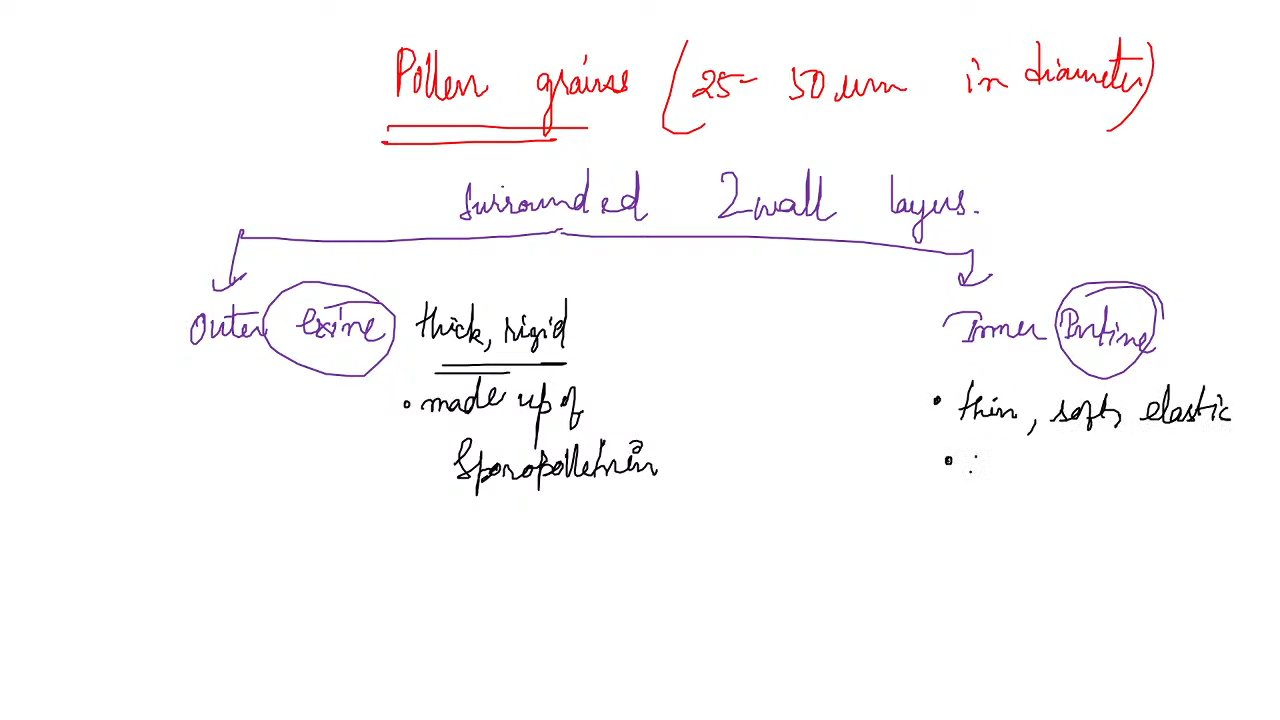 Pollen grains (25-50 µm in diameter)
Surrounded 2 wall layers.
Outer exine thick, rigid
Inner Intine
• made up of
Sporopollenin
• thin, soft, elastic
•